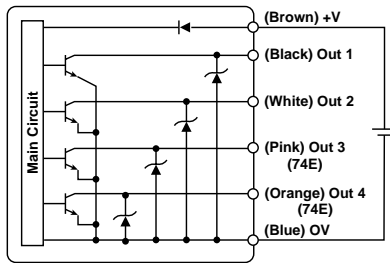 (Brown) +V
(Black) Out 1
(White) Out 2
(Pink) Out 3
(74E)
(Orange) Out 4
(74E)
(Blue) OV
Main Circuit